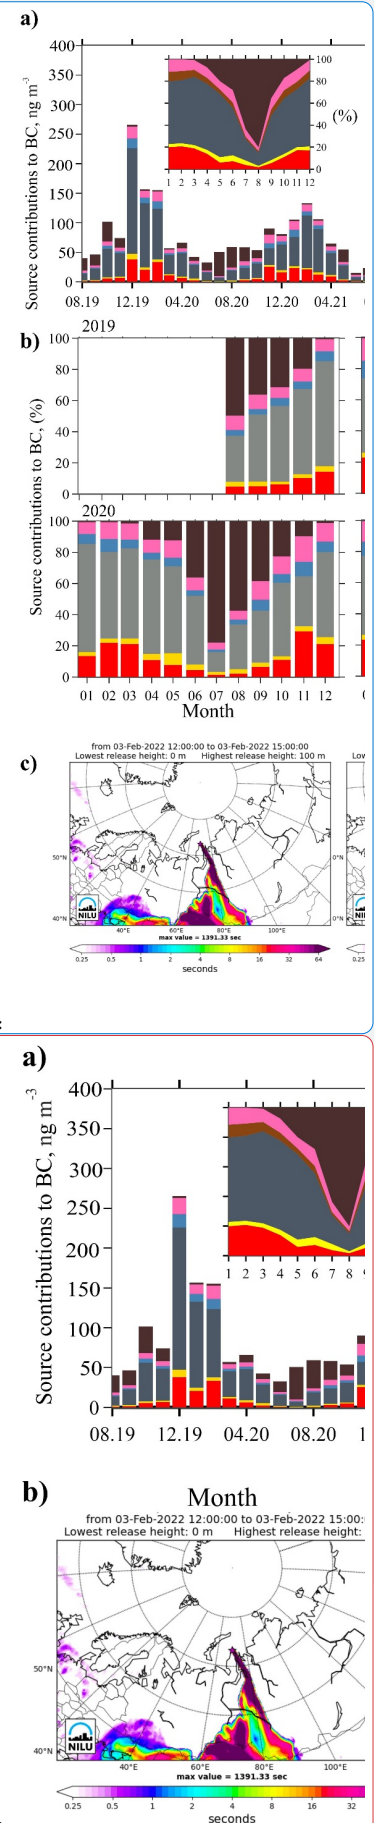 a)
400
350
300
250
200
150
100
50
0
Source contributions to BC, ng m⁻³
100
80
60
40
20
0
(%)
1 2 3 4 5 6 7 8 9 10 11 12
08.19 12.19 04.20 08.20 12.20 04.21
b)
2019
100
80
60
40
20
0
Source contributions to BC, (%)
2020
100
80
60
40
20
0
01 02 03 04 05 06 07 08 09 10 11 12
Month
c)
from 03-Feb-2022 12:00:00 to 03-Feb-2022 15:00:00
Lowest release height: 0 m Highest release height: 100 m
50°N
40°N
NILU
40°E 60°E 80°E 100°E
max value = 1391.33 sec
0.25 0.5 1 2 4 8 16 32 64
seconds
a)
400
350
300
250
200
150
100
50
0
Source contributions to BC, ng m⁻³
1 2 3 4 5 6 7 8
08.19 12.19 04.20 08.20 1
b)
Month
from 03-Feb-2022 12:00:00 to 03-Feb-2022 15:00:
Lowest release height: 0 m Highest release height:
50°N
40°N
NILU
40°E 60°E 80°E 100°
max value = 1391.33 sec
0.25 0.5 1 2 4 8 16 32
seconds